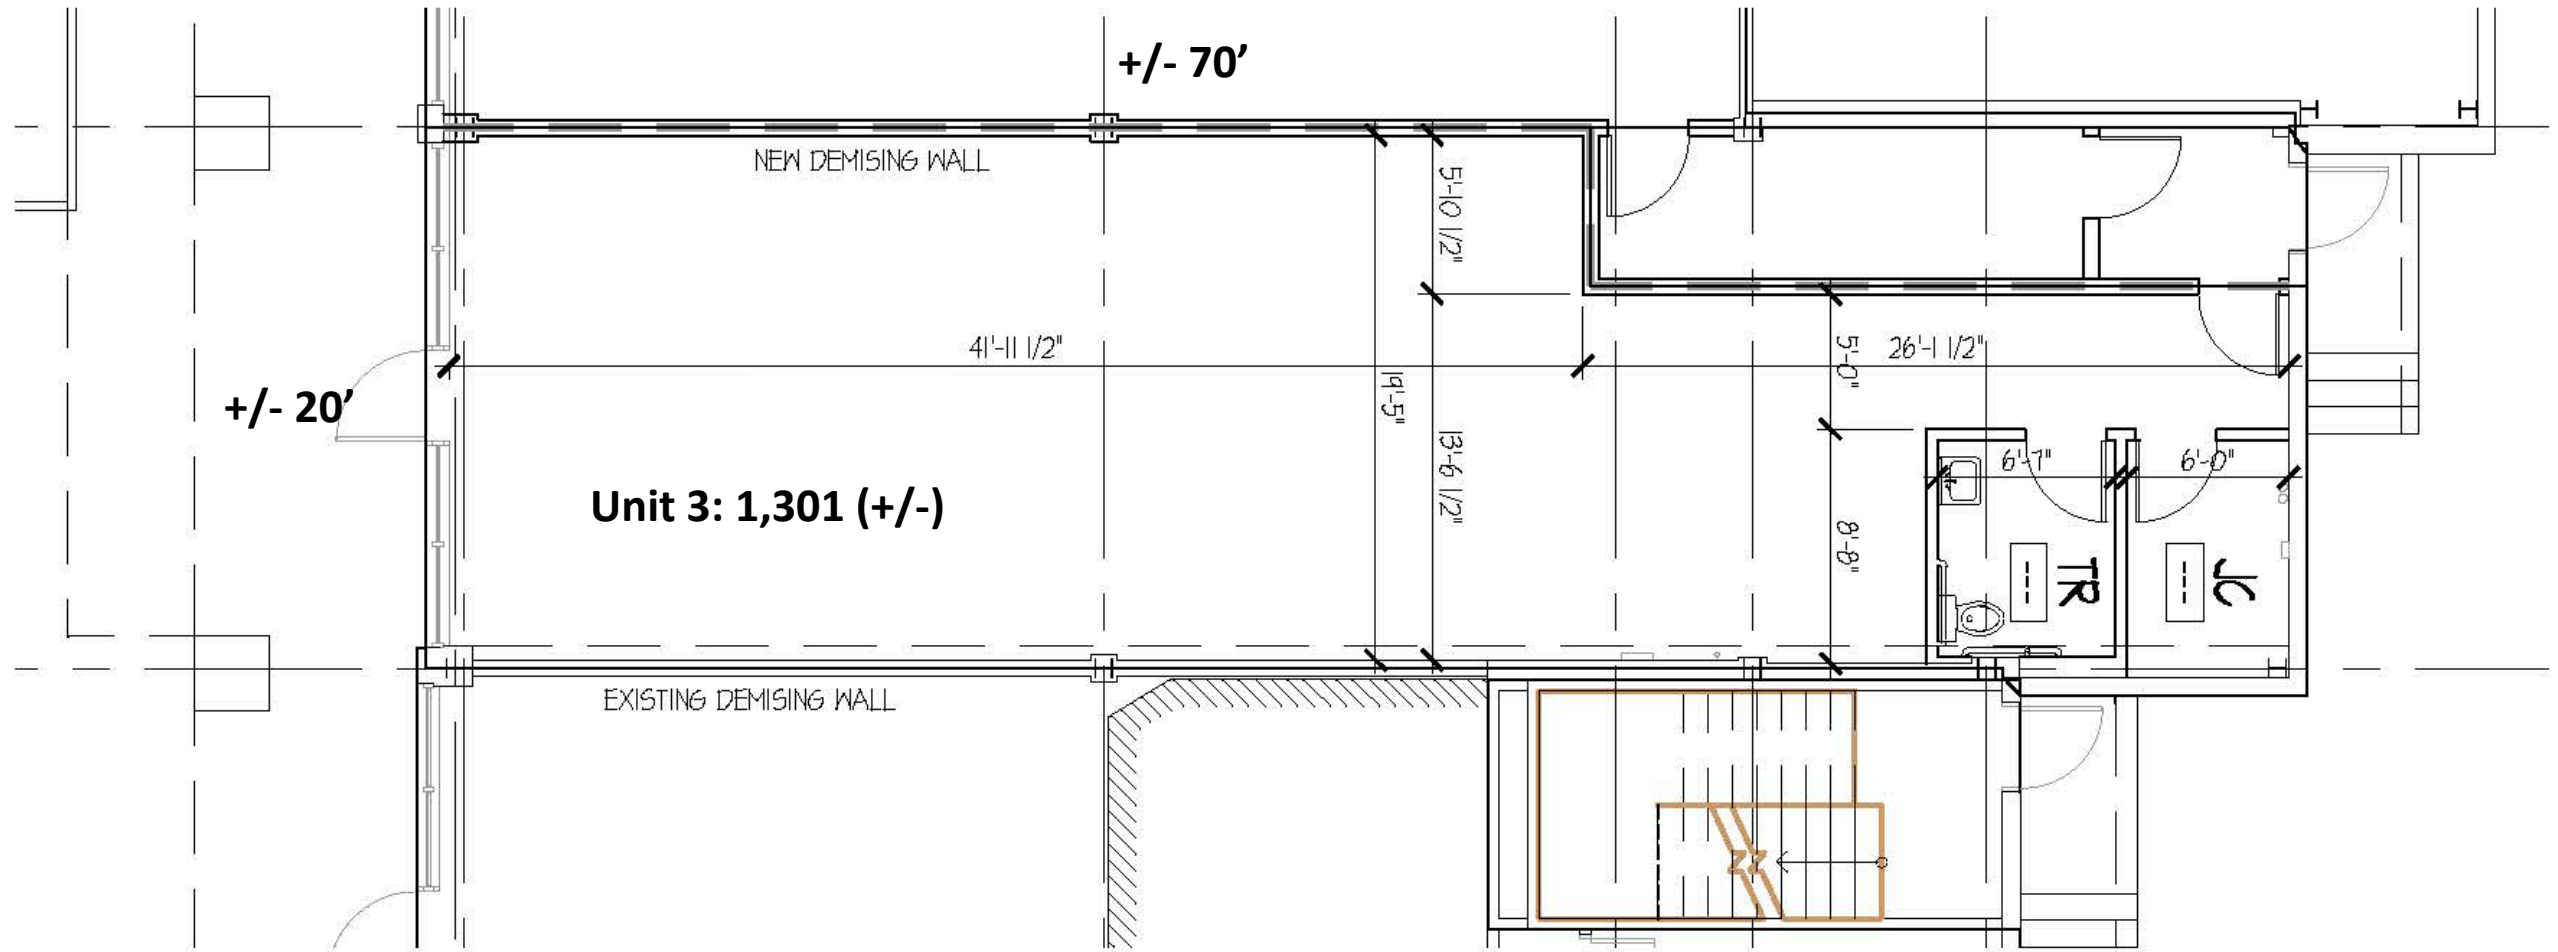 +/- 70’
NEW DEMISING WALL
5'-10 1/2"
41'-11 1/2"
26'-1 1/2"
5'-0"
19'-5"
+/- 20’
13'-6 1/2"
6'-7"
6'-0"
Unit 3: 1,301 (+/-)
8'-8"
TR
JC
EXISTING DEMISING WALL